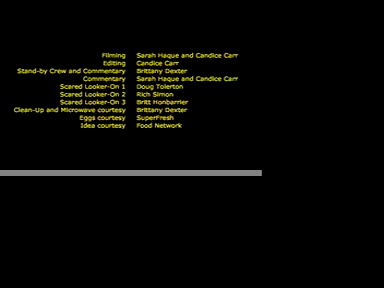 Filming Sarah Haque and Candice Carr
Editing Candice Carr
Stand-by Crew and Commentary Brittany Dexter
Commentary Sarah Haque and Candice Carr
Scared Looker-On 1 Doug Tolerton
Scared Looker-On 2 Rich Simon
Scared Looker-On 3 Britt Honbarrier
Clean-Up and Microwave courtesy Brittany Dexter
Eggs courtesy SuperFresh
Idea courtesy Food Network